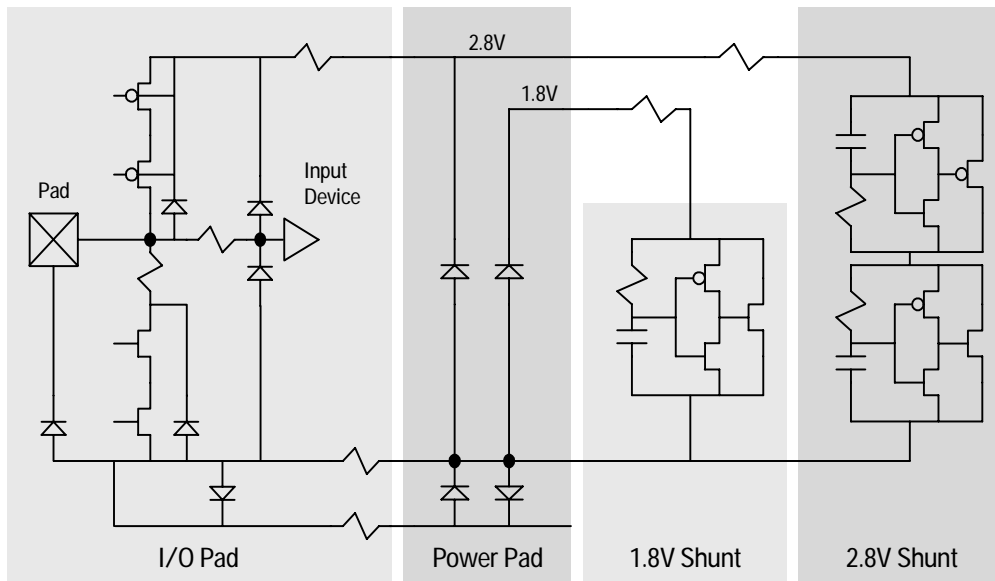 2.8V
1.8V
Input
Device
Pad
I/O Pad
Power Pad
1.8V Shunt
2.8V Shunt